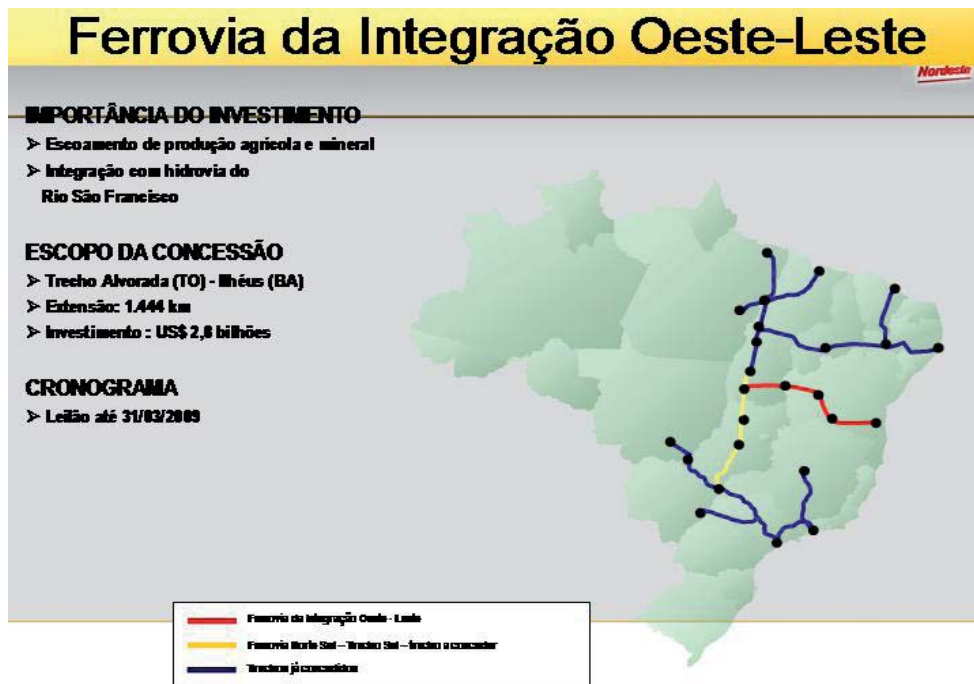 Ferrovia da Integração Oeste-Leste
Nordeste
IMPORTÂNCIA DO INVESTIMENTO
➢ Escoamento de produção agrícola e mineral
➢ Integração com hidrovia do
Rio São Francisco
ESCOPO DA CONCESSÃO
➢ Trecho Alvorada (TO) - Ilhéus (BA)
➢ Extensão: 1.444 km
➢ Investimento : US$ bilhões
CRONOGRAMA
➢ Leilão até 31/03/2009
Ferrovia da Integração Oeste - Leste
Ferrovia Norte Sul – Trecho Sul – trecho a conceder
Trechos já concedidos